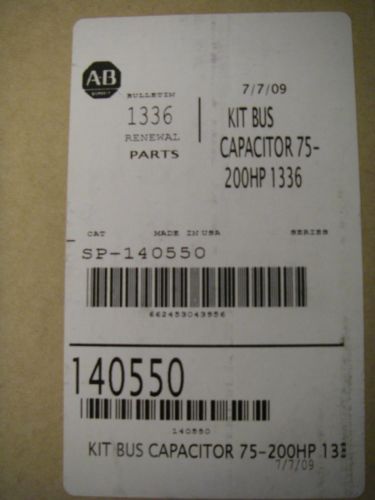 A-B
QUALITY
BULLETIN
1336
RENEWAL
PARTS
7/7/09
KIT BUS
CAPACITOR 75-
200HP 1336
CAT MADE IN USA SERIES
SP-140550
662453043956
140550
140550
KIT BUS CAPACITOR 75-200HP 133
7/7/09